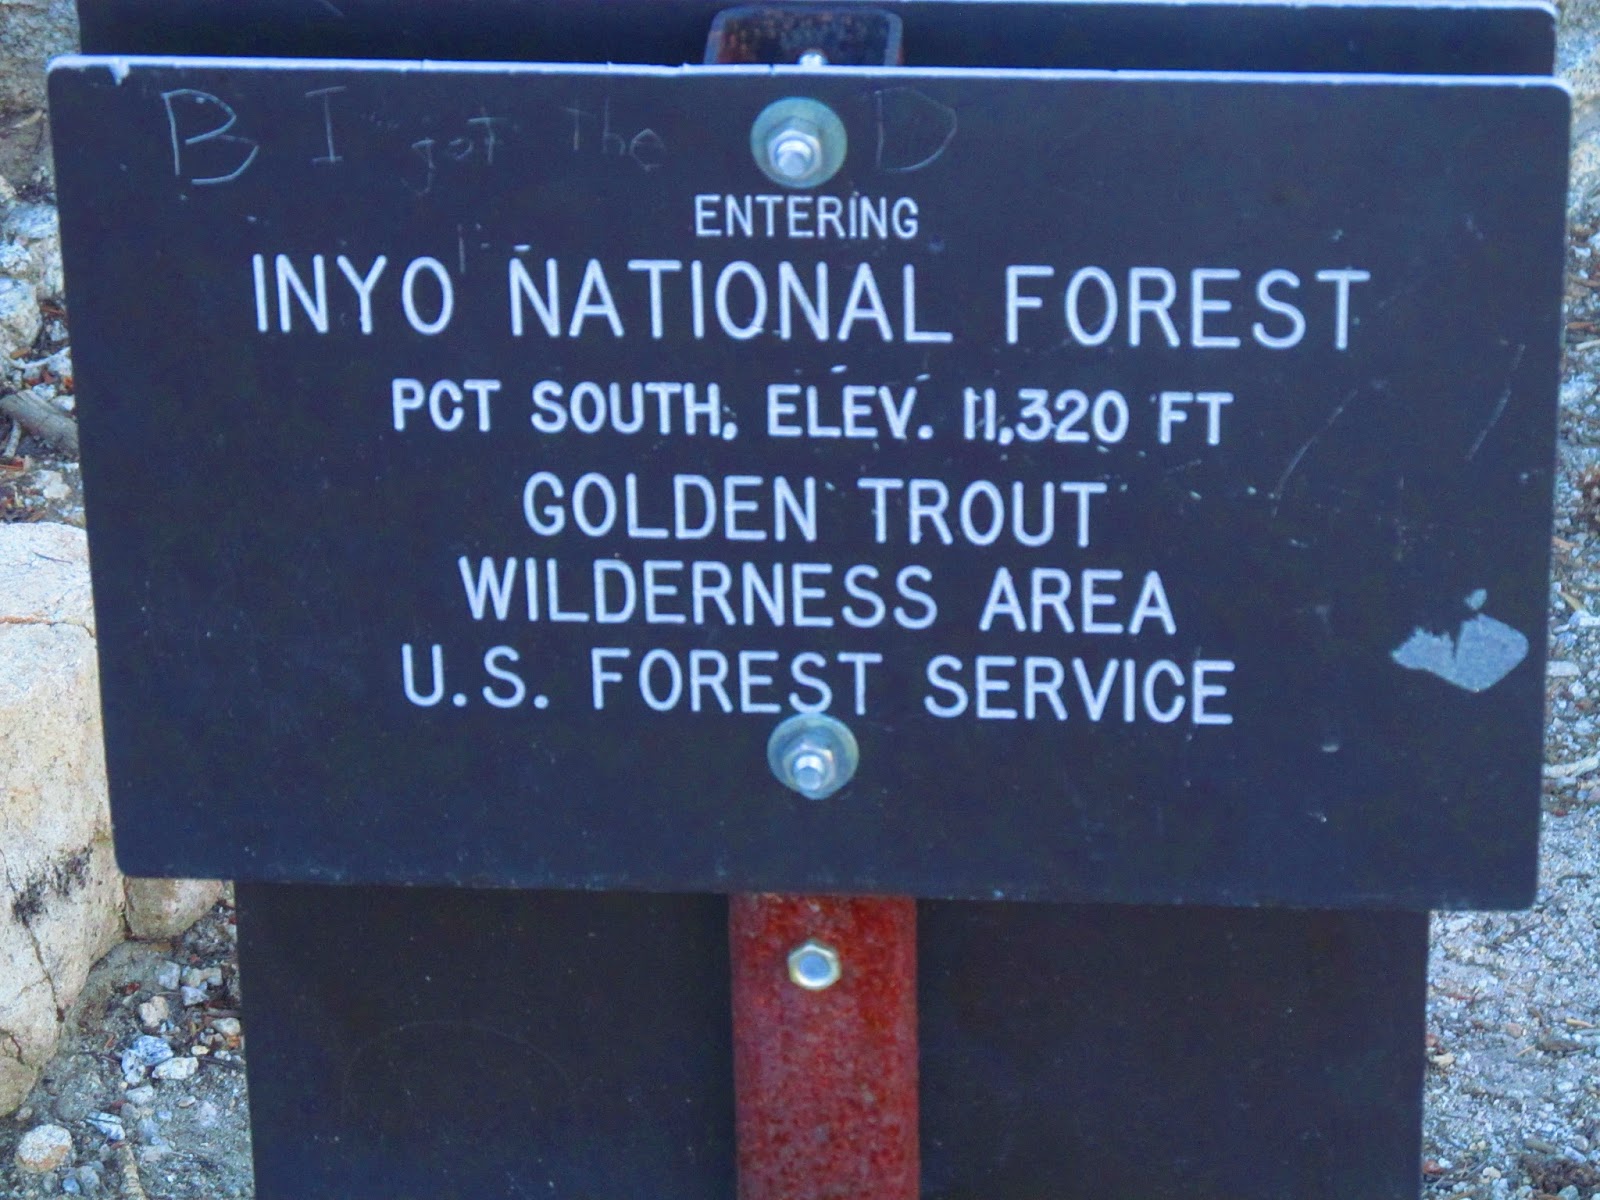 B I got The D
ENTERING
INYO NATIONAL FOREST
PCT SOUTH, ELEV. 11,320 FT
GOLDEN TROUT
WILDERNESS AREA
U.S. FOREST SERVICE